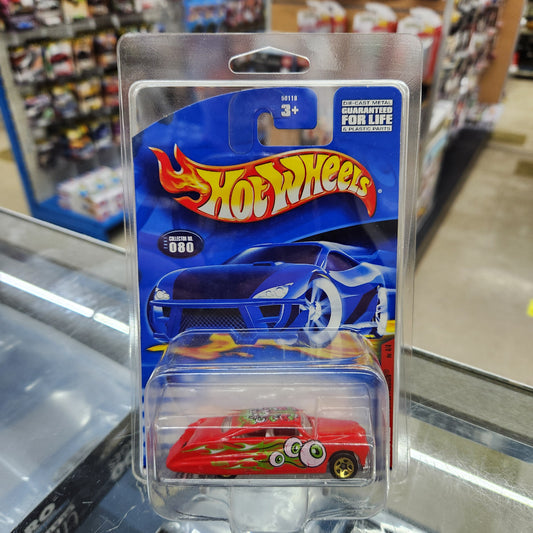 50118
3+
DIE-CAST METAL
GUARANTEED
FOR LIFE
& PLASTIC PARTS
HOT WHEELS
COLLECTOR NO.
080